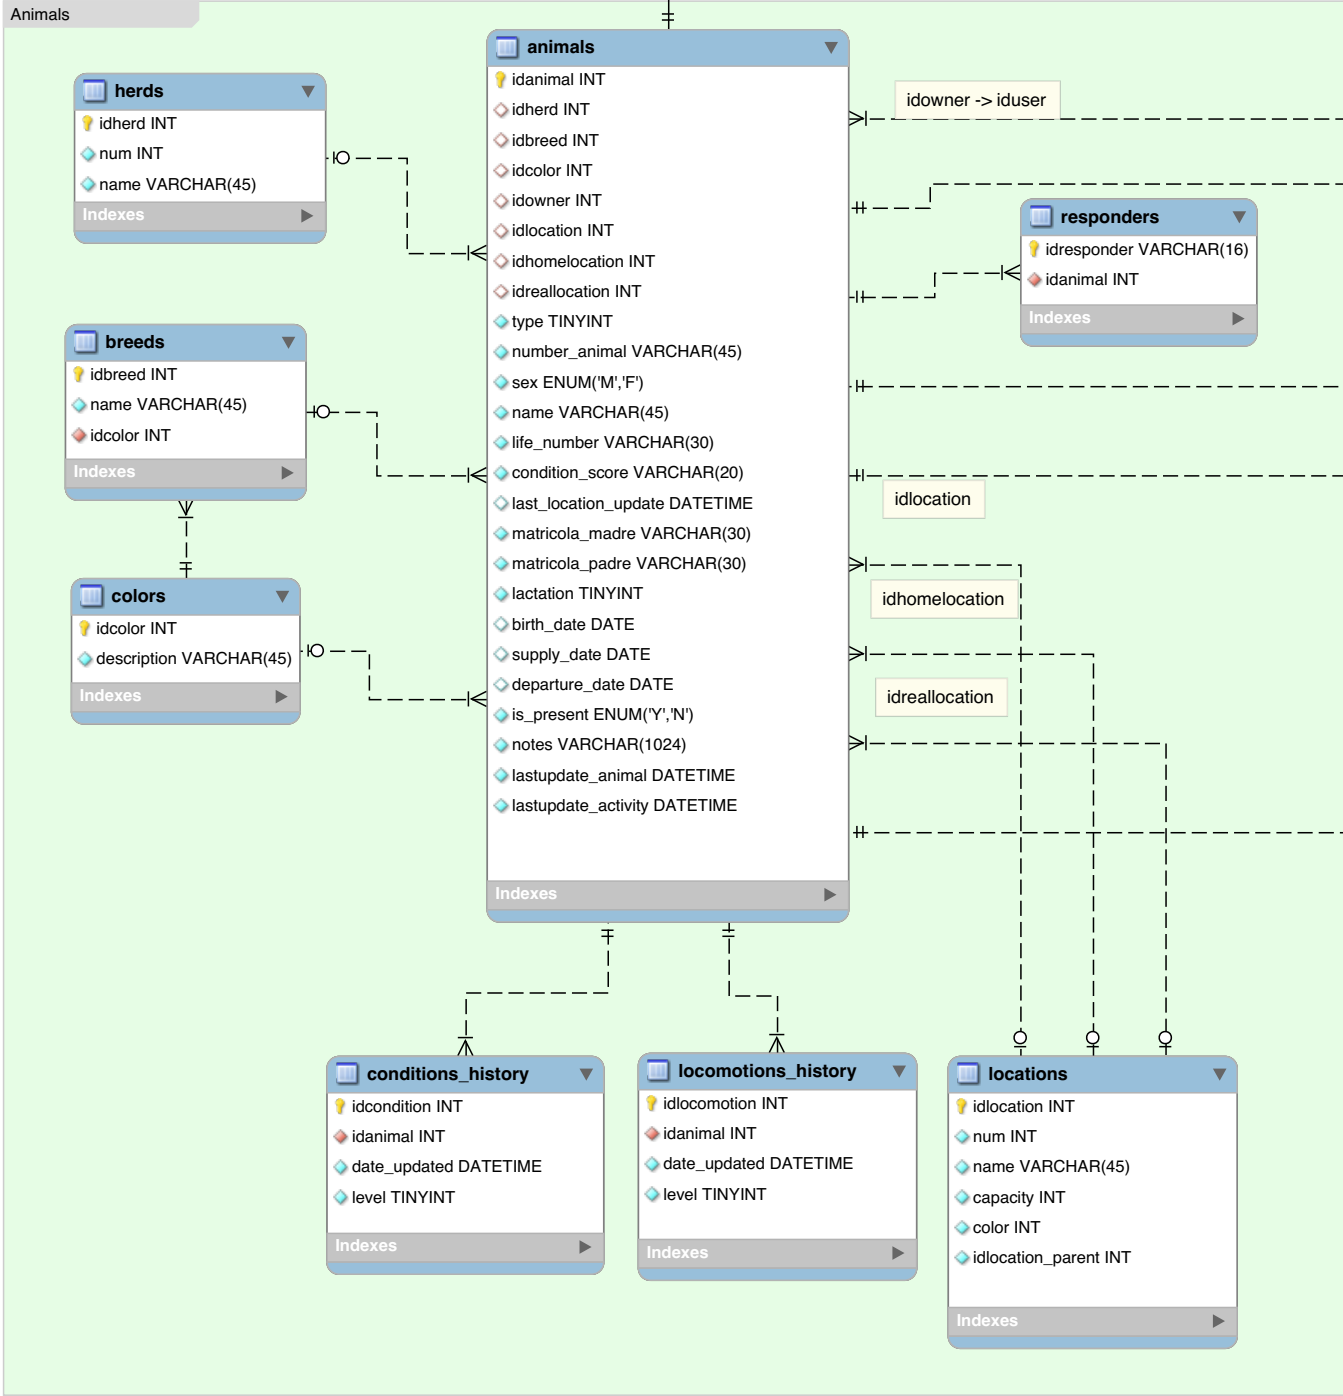 Animals
herds
idherd INT
num INT
name VARCHAR(45)
Indexes
breeds
idbreed INT
name VARCHAR(45)
idcolor INT
Indexes
colors
idcolor INT
description VARCHAR(45)
Indexes
animals
idanimal INT
idherd INT
idbreed INT
idcolor INT
idowner INT
idlocation INT
idhomelocation INT
idreallocation INT
type TINYINT
number_animal VARCHAR(45)
sex ENUM('M','F')
name VARCHAR(45)
life_number VARCHAR(30)
condition_score VARCHAR(20)
last_location_update DATETIME
matricola_madre VARCHAR(30)
matricola_padre VARCHAR(30)
lactation TINYINT
birth_date DATE
supply_date DATE
departure_date DATE
is_present ENUM('Y','N')
notes VARCHAR(1024)
lastupdate_animal DATETIME
lastupdate_activity DATETIME
Indexes
idowner -> iduser
responders
idresponder VARCHAR(16)
idanimal INT
Indexes
idlocation
idhomelocation
idreallocation
conditions_history
idcondition INT
idanimal INT
date_updated DATETIME
level TINYINT
Indexes
locomotions_history
idlocomotion INT
idanimal INT
date_updated DATETIME
level TINYINT
Indexes
locations
idlocation INT
num INT
name VARCHAR(45)
capacity INT
color INT
idlocation_parent INT
Indexes